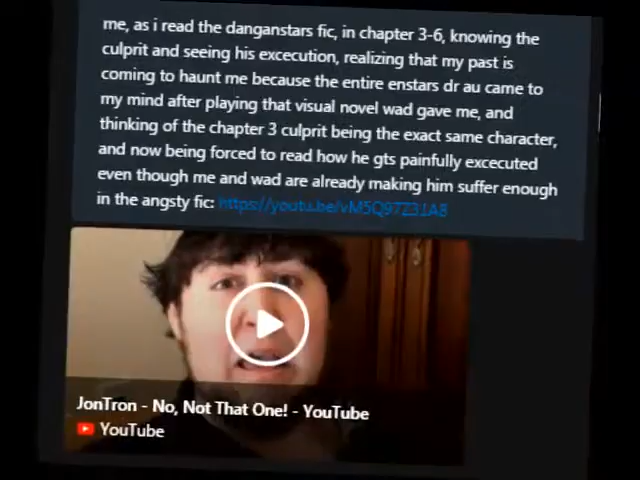 me, as i read the danganstars fic, in chapter 3-6, knowing the
culprit and seeing his excecution, realizing that my past is
coming to haunt me because the entire enstars dr au came to
my mind after playing that visual novel wad gave me, and
thinking of the chapter 3 culprit being the exact same character,
and now being forced to read how he gts painfully excecuted
even though me and wad are already making him suffer enough
in the angsty fic: https://youtu.be/vM5Q97Z31A8
JonTron - No, Not That One! - YouTube
YouTube